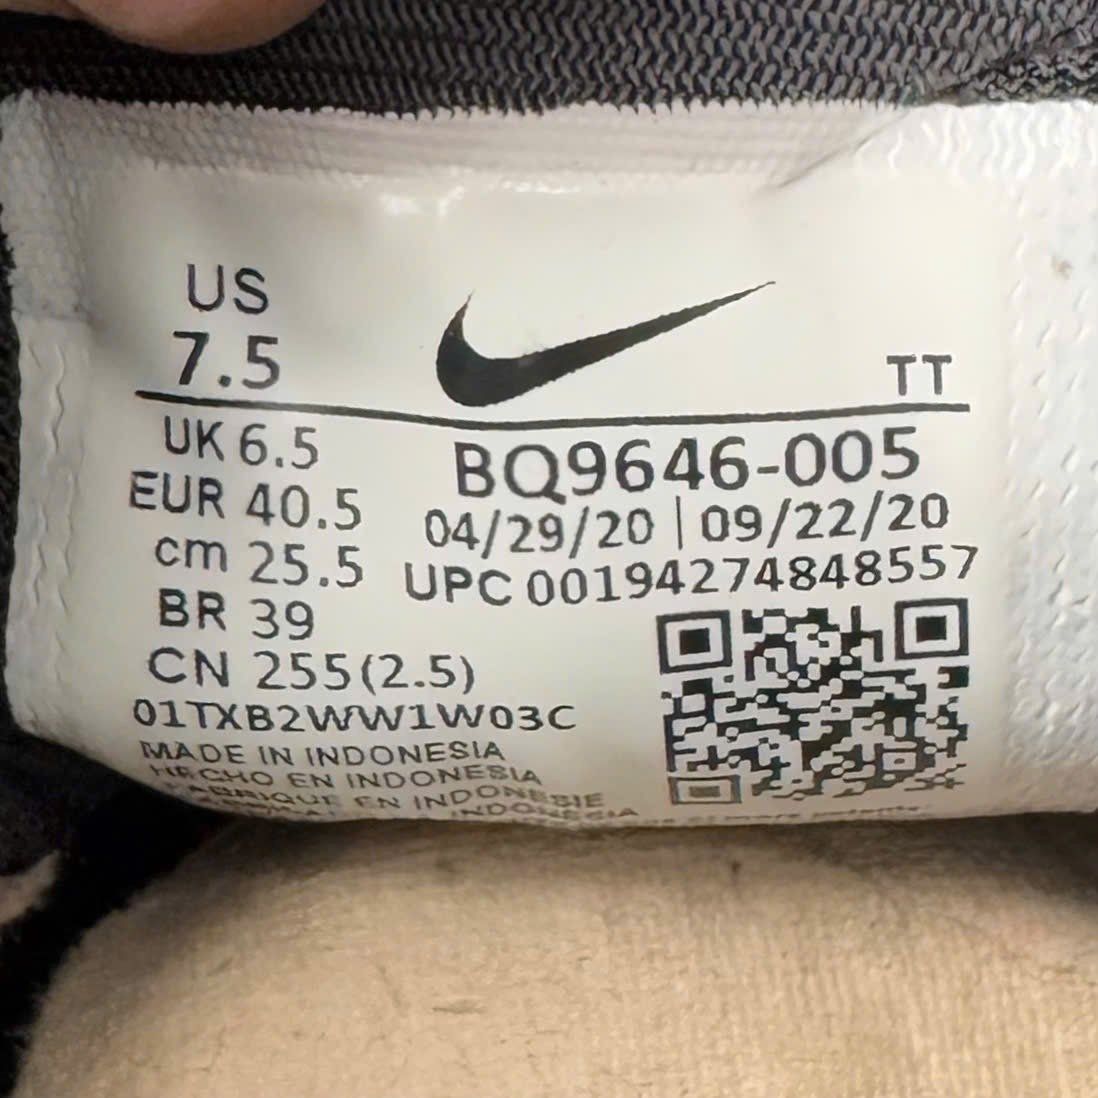 US
7.5
TT
UK 6.5
EUR 40.5
cm 25.5
BR 39
CN 255(2.5)
BQ9646-005
04/29/20 | 09/22/20
UPC 00194274848557
01TXB2WW1W03C
MADE IN INDONESIA
HECHO EN INDONESIA
FABRIQUE EN INDONESIE
INDONESIA